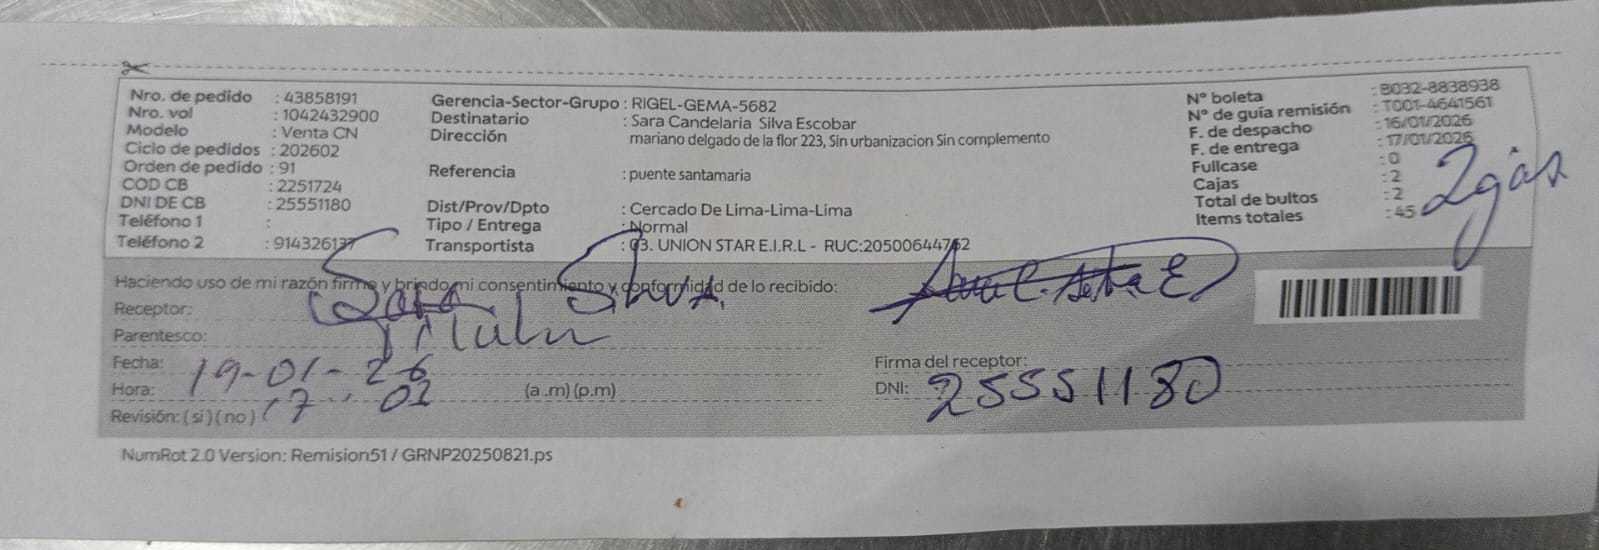 Nro. de pedido : 43858191
Nro. vol : 1042432900
Modelo : Venta CN
Ciclo de pedidos : 202602
Orden de pedido : 91
COD CB : 2251724
DNI DE CB : 25551180
Teléfono 1 :
Teléfono 2 : 914326137
Gerencia-Sector-Grupo : RIGEL-GEMA-5682
Destinatario : Sara Candelaria Silva Escobar
Dirección mariano delgado de la flor 223, Sin urbanizacion Sin complemento
Referencia : puente santamaria
Dist/Prov/Dpto : Cercado De Lima-Lima-Lima
Tipo / Entrega : Normal
Transportista : 03. UNION STAR E.I.R.L - RUC:20500644762
N° boleta : B032-8838938
N° de guía remisión : T001-4641561
F. de despacho : 16/01/2026
F. de entrega : 17/01/2026
Fullcase : 0
Cajas : 2
Total de bultos : 2
Items totales : 45
Haciendo uso de mi razón firmo y brindo mi consentimiento y conformidad de lo recibido:
Receptor: Sara Silva
Parentesco: Titular
Fecha: 19-01-26
Hora: (a.m) (p.m)
Revisión: ( si ) ( no )
Firma del receptor:
DNI: 25551180
NumRot 2.0 Version: Remision51 / GRNP20250821.ps